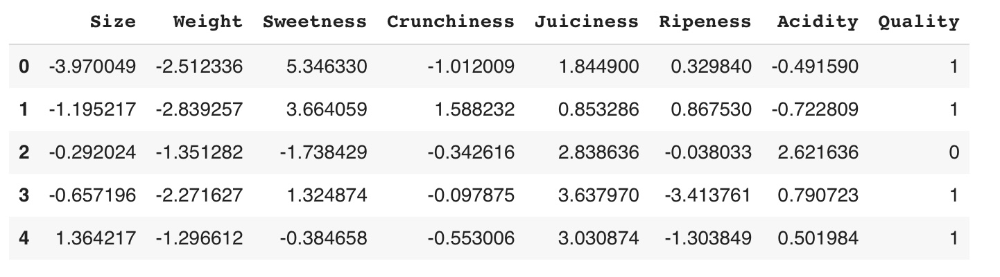 Size Weight Sweetness Crunchiness Juiciness Ripeness Acidity Quality
0 -3.970049 -2.512336 5.346330 -1.012009 1.844900 0.329840 -0.491590 1
1 -1.195217 -2.839257 3.664059 1.588232 0.853286 0.867530 -0.722809 1
2 -0.292024 -1.351282 -1.738429 -0.342616 2.838636 -0.038033 2.621636 0
3 -0.657196 -2.271627 1.324874 -0.097875 3.637970 -3.413761 0.790723 1
4 1.364217 -1.296612 -0.384658 -0.553006 3.030874 -1.303849 0.501984 1